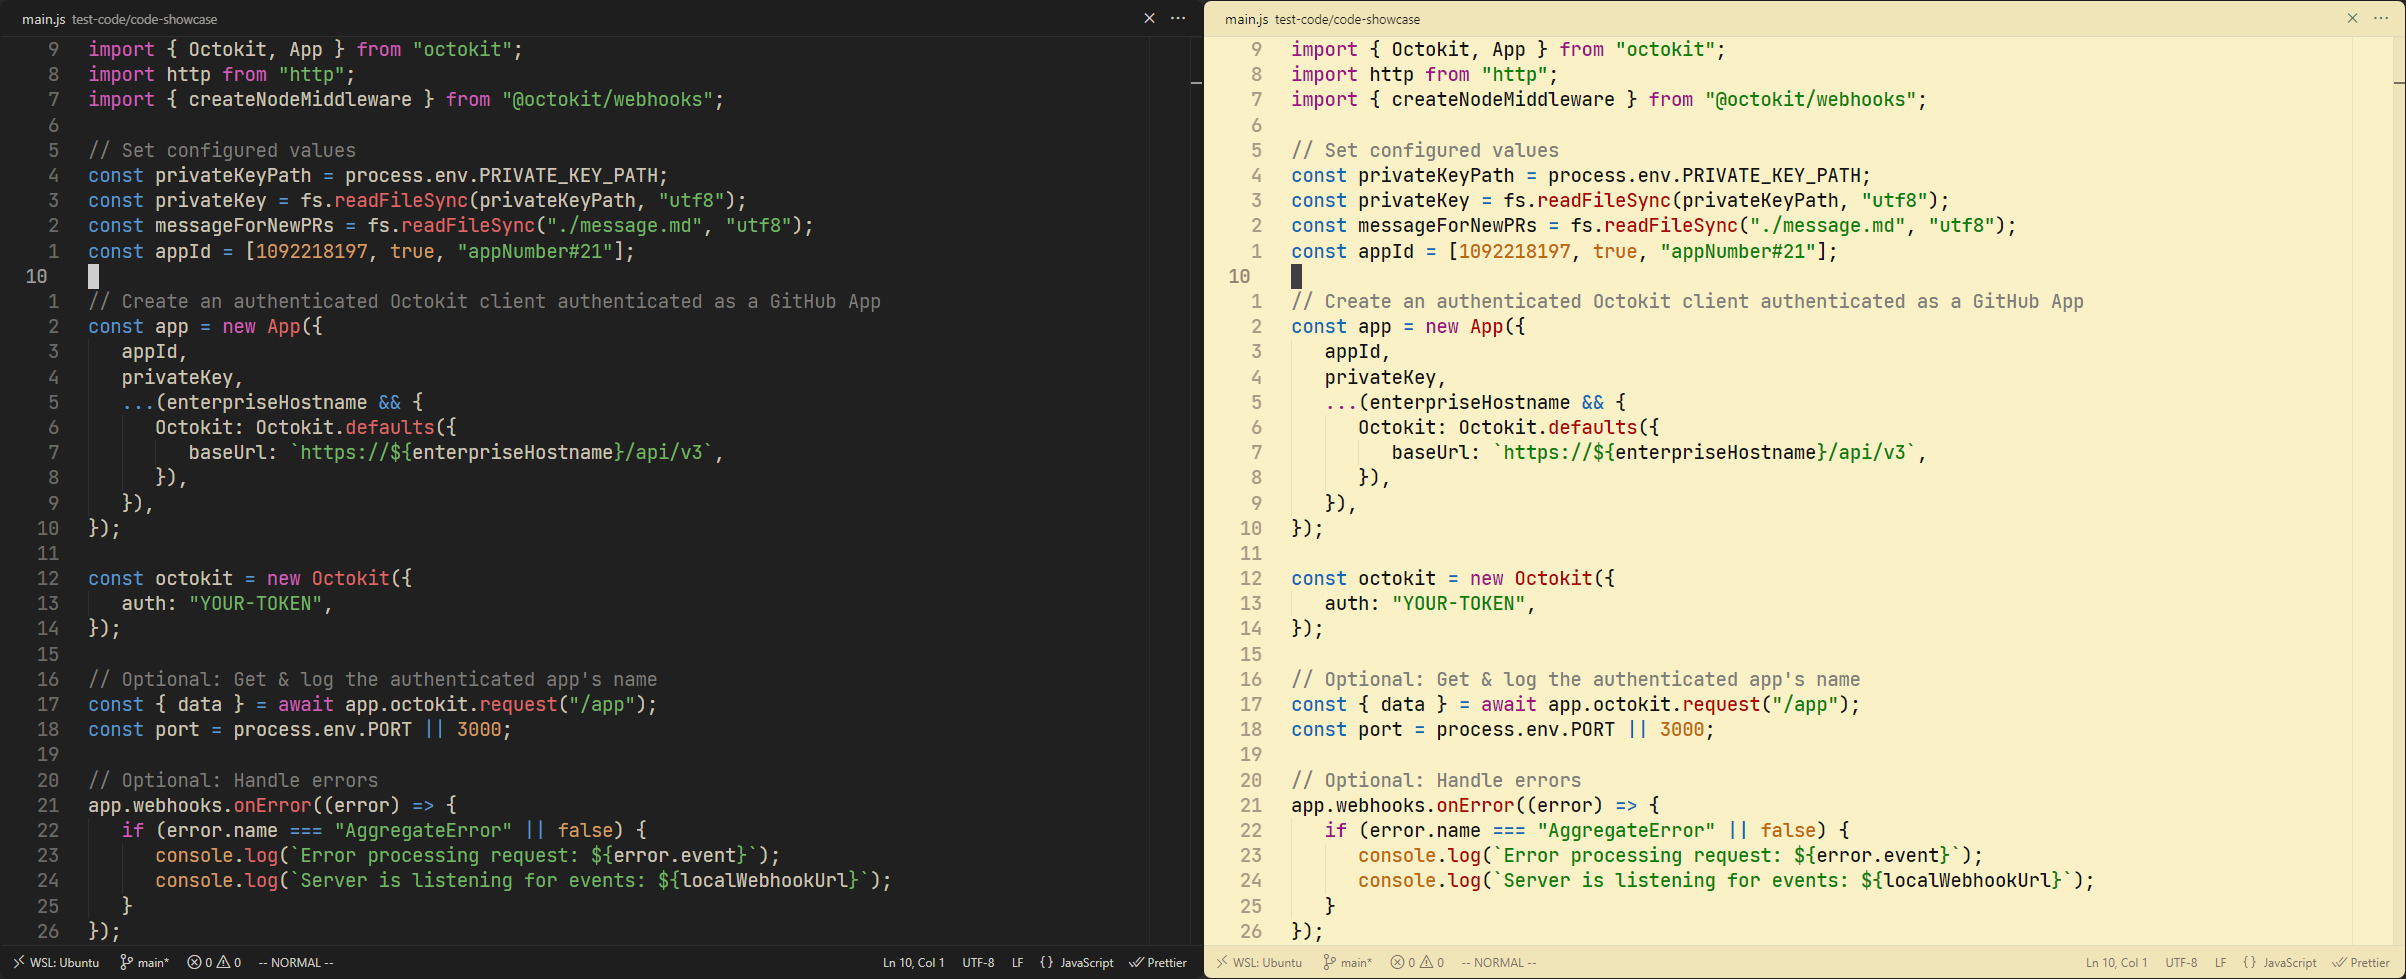 main.js test-code/code-showcase
9 import { Octokit, App } from "octokit";
8 import http from "http";
7 import { createNodeMiddleware } from "@octokit/webhooks";
6
5 // Set configured values
4 const privateKeyPath = process.env.PRIVATE_KEY_PATH;
3 const privateKey = fs.readFileSync(privateKeyPath, "utf8");
2 const messageForNewPRs = fs.readFileSync("./message.md", "utf8");
1 const appId = [1092218197, true, "appNumber#21"];
10
1 // Create an authenticated Octokit client authenticated as a GitHub App
2 const app = new App({
3 appId,
4 privateKey,
5 ...(enterpriseHostname && {
6 Octokit: Octokit.defaults({
7 baseUrl: `https://${enterpriseHostname}/api/v3`,
8 }),
9 }),
10 });
11
12 const octokit = new Octokit({
13 auth: "YOUR-TOKEN",
14 });
15
16 // Optional: Get & log the authenticated app's name
17 const { data } = await app.octokit.request("/app");
18 const port = process.env.PORT || 3000;
19
20 // Optional: Handle errors
21 app.webhooks.onError((error) => {
22 if (error.name === "AggregateError" || false) {
23 console.log(`Error processing request: ${error.event}`);
24 console.log(`Server is listening for events: ${localWebhookUrl}`);
25 }
26 });
WSL: Ubuntu main* 0 0 -- NORMAL -- Ln 10, Col 1 UTF-8 LF {} JavaScript Prettier
main.js test-code/code-showcase
9 import { Octokit, App } from "octokit";
8 import http from "http";
7 import { createNodeMiddleware } from "@octokit/webhooks";
6
5 // Set configured values
4 const privateKeyPath = process.env.PRIVATE_KEY_PATH;
3 const privateKey = fs.readFileSync(privateKeyPath, "utf8");
2 const messageForNewPRs = fs.readFileSync("./message.md", "utf8");
1 const appId = [1092218197, true, "appNumber#21"];
10
1 // Create an authenticated Octokit client authenticated as a GitHub App
2 const app = new App({
3 appId,
4 privateKey,
5 ...(enterpriseHostname && {
6 Octokit: Octokit.defaults({
7 baseUrl: `https://${enterpriseHostname}/api/v3`,
8 }),
9 }),
10 });
11
12 const octokit = new Octokit({
13 auth: "YOUR-TOKEN",
14 });
15
16 // Optional: Get & log the authenticated app's name
17 const { data } = await app.octokit.request("/app");
18 const port = process.env.PORT || 3000;
19
20 // Optional: Handle errors
21 app.webhooks.onError((error) => {
22 if (error.name === "AggregateError" || false) {
23 console.log(`Error processing request: ${error.event}`);
24 console.log(`Server is listening for events: ${localWebhookUrl}`);
25 }
26 });
WSL: Ubuntu main* 0 0 -- NORMAL -- Ln 10, Col 1 UTF-8 LF {} JavaScript Prettier